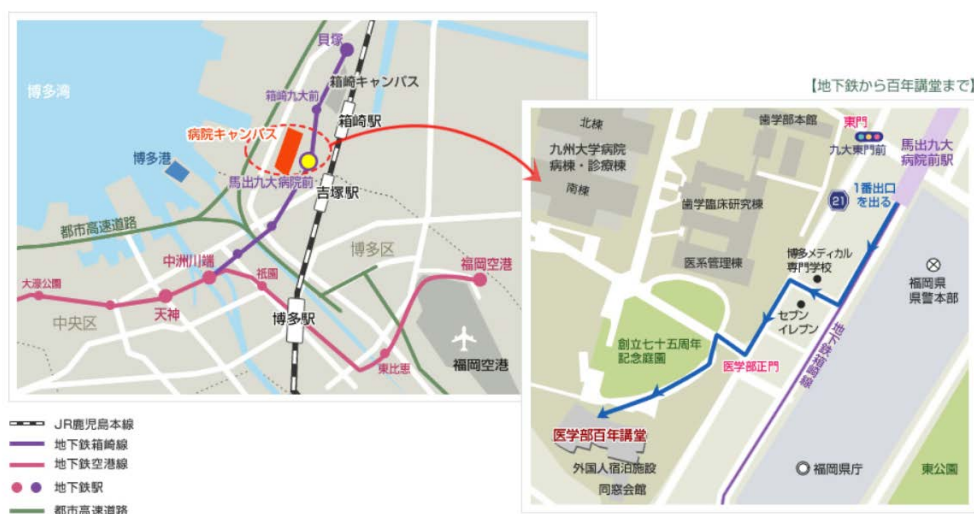 博多湾
貝塚
箱崎キャンパス
箱崎九大前
箱崎駅
病院キャンパス
博多港
馬出九大病院前
吉塚駅
都市高速道路
博多区
中洲川端
祇園
福岡空港
大濠公園
天神
中央区
博多駅
東比恵
福岡空港
JR鹿児島本線
地下鉄箱崎線
地下鉄空港線
地下鉄駅
都市高速道路
【地下鉄から百年講堂まで】
北棟
九州大学病院
病棟・診療棟
南棟
歯学部本館
東門
九大東門前
馬出九大
病院前駅
21
1番出口
を出る
歯学臨床研究棟
医系管理棟
博多メディカル
専門学校
福岡県
県警本部
セブン
イレブン
創立七十五周年
記念庭園
医学部正門
地下鉄箱崎線
医学部百年講堂
外国人宿泊施設
同窓会館
福岡県庁
東公園